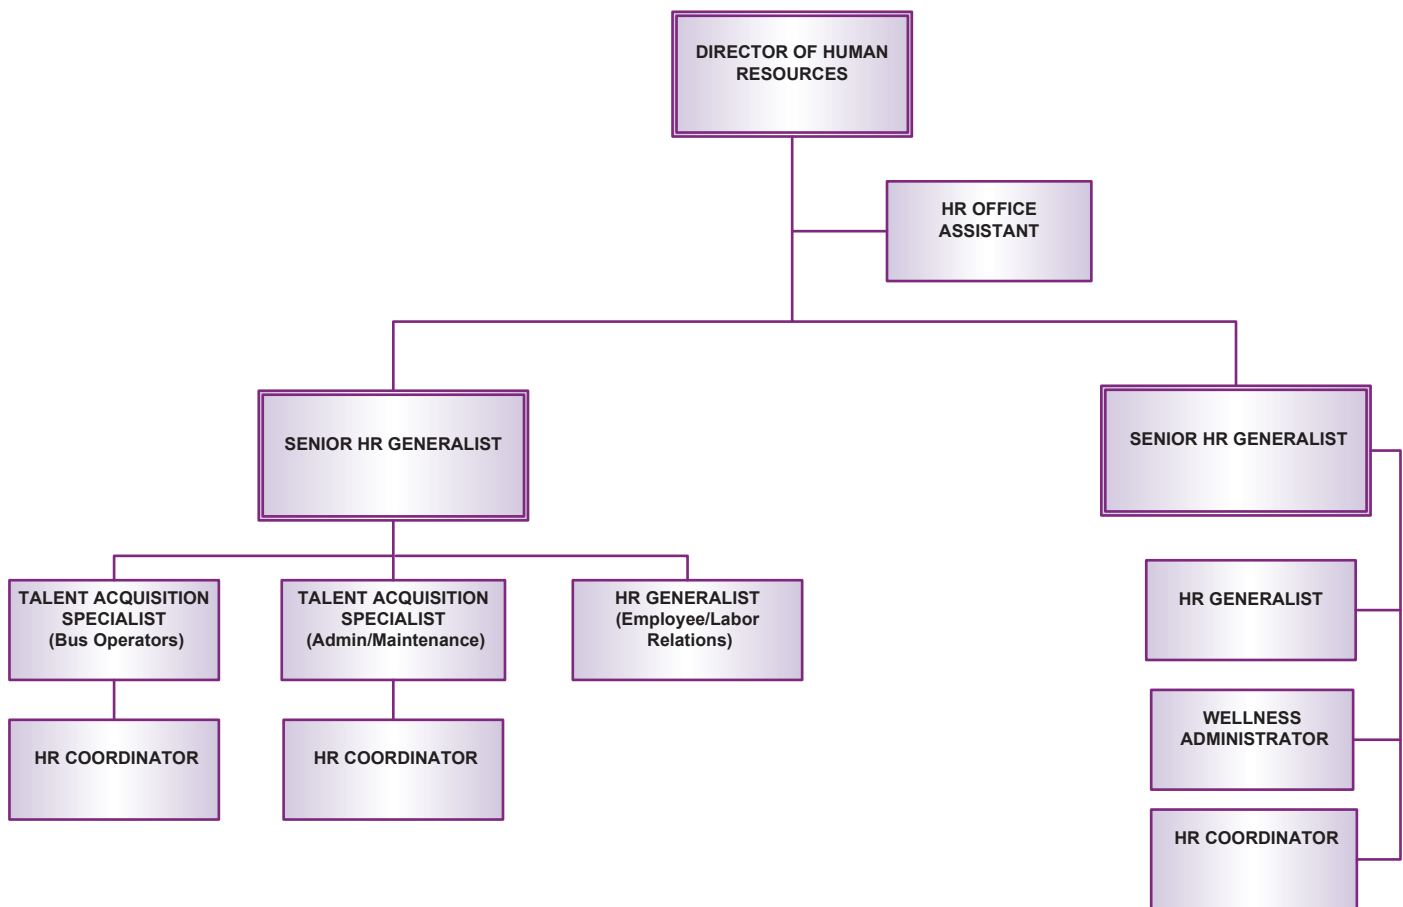 DIRECTOR OF HUMAN
RESOURCES
HR OFFICE
ASSISTANT
SENIOR HR GENERALIST
SENIOR HR GENERALIST
TALENT ACQUISITION
SPECIALIST
(Bus Operators)
TALENT ACQUISITION
SPECIALIST
(Admin/Maintenance)
HR GENERALIST
(Employee/Labor
Relations)
HR GENERALIST
HR COORDINATOR
HR COORDINATOR
WELLNESS
ADMINISTRATOR
HR COORDINATOR